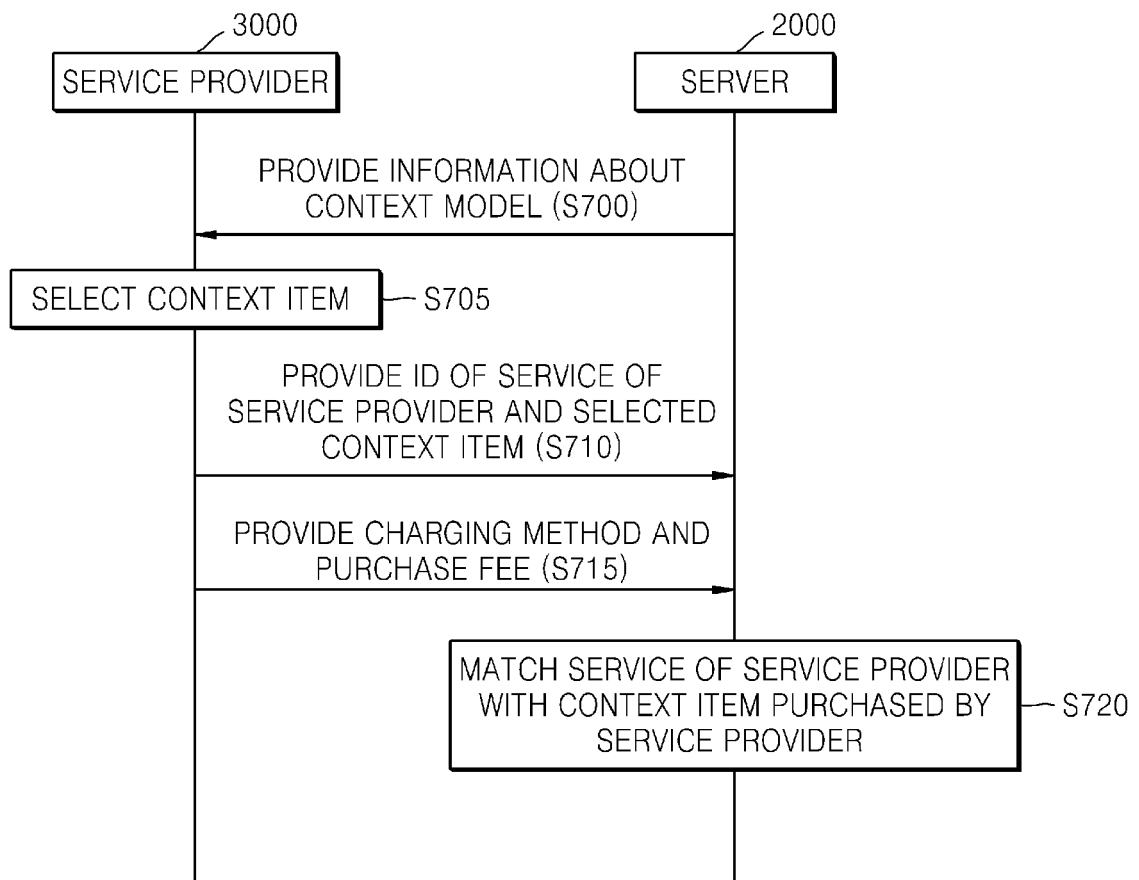 3000
2000
SERVICE PROVIDER
SERVER
PROVIDE INFORMATION ABOUT
CONTEXT MODEL (S700)
SELECT CONTEXT ITEM
S705
PROVIDE ID OF SERVICE OF
SERVICE PROVIDER AND SELECTED
CONTEXT ITEM (S710)
PROVIDE CHARGING METHOD AND
PURCHASE FEE (S715)
MATCH SERVICE OF SERVICE PROVIDER
WITH CONTEXT ITEM PURCHASED BY
SERVICE PROVIDER
S720